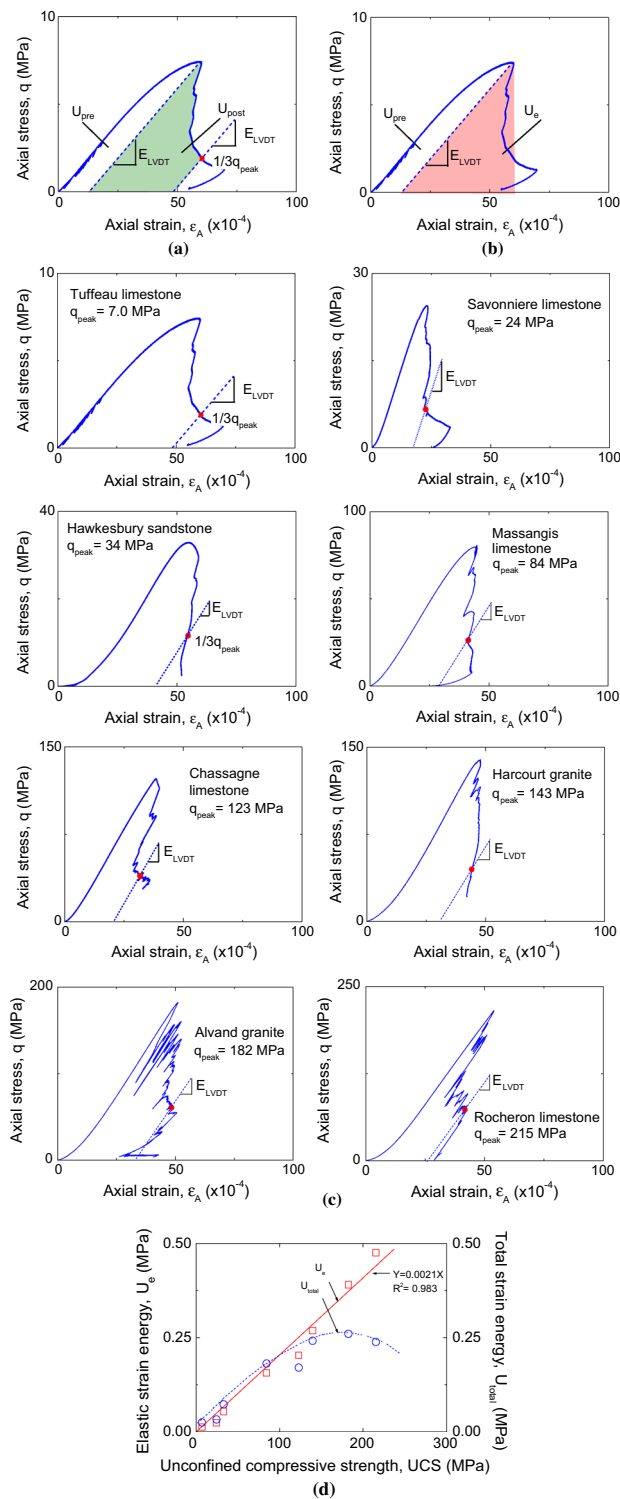 10
10
Axial stress, q (MPa)
Axial stress, q (MPa)
5
5
U_pre
U_post
U_pre
U_e
E_LVDT
E_LVDT
E_LVDT
1/3q_peak
0
0
0 50 100
0 50 100
Axial strain, ε_A (x10-4)
Axial strain, ε_A (x10-4)
(a)
(b)
10
Axial stress, q (MPa)
5
0
Tuffeau limestone
q_peak = 7.0 MPa
E_LVDT
1/3q_peak
0 50 100
Axial strain, ε_A (x10-4)
30
Axial stress, q (MPa)
15
0
Savonniere limestone
q_peak = 24 MPa
E_LVDT
0 50 100
Axial strain, ε_A (x10-4)
40
Axial stress, q (MPa)
20
0
Hawkesbury sandstone
q_peak = 34 MPa
E_LVDT
1/3q_peak
0 50 100
Axial strain, ε_A (x10-4)
100
Axial stress, q (MPa)
50
0
Massangis
limestone
q_peak = 84 MPa
E_LVDT
0 50 100
Axial strain, ε_A (x10-4)
150
Axial stress, q (MPa)
75
0
Chassagne
limestone
q_peak = 123 MPa
E_LVDT
0 50 100
Axial strain, ε_A (x10-4)
150
Axial stress, q (MPa)
75
0
Harcourt granite
q_peak = 143 MPa
E_LVDT
0 50 100
Axial strain, ε_A (x10-4)
200
Axial stress, q (MPa)
100
0
Alvand granite
q_peak = 182 MPa
E_LVDT
0 50 100
Axial strain, ε_A (x10-4)
250
Axial stress, q (MPa)
125
0
E_LVDT
Rocheron limestone
q_peak = 215 MPa
0 50 100
Axial strain, ε_A (x10-4)
(c)
Elastic strain energy, U_e (MPa)
0.50
0.25
0.00
U_e
U_total
Y=0.0021X
R²= 0.983
0.50
0.25
0.00
Total strain energy, U_total (MPa)
0 100 200 300
Unconfined compressive strength, UCS (MPa)
(d)